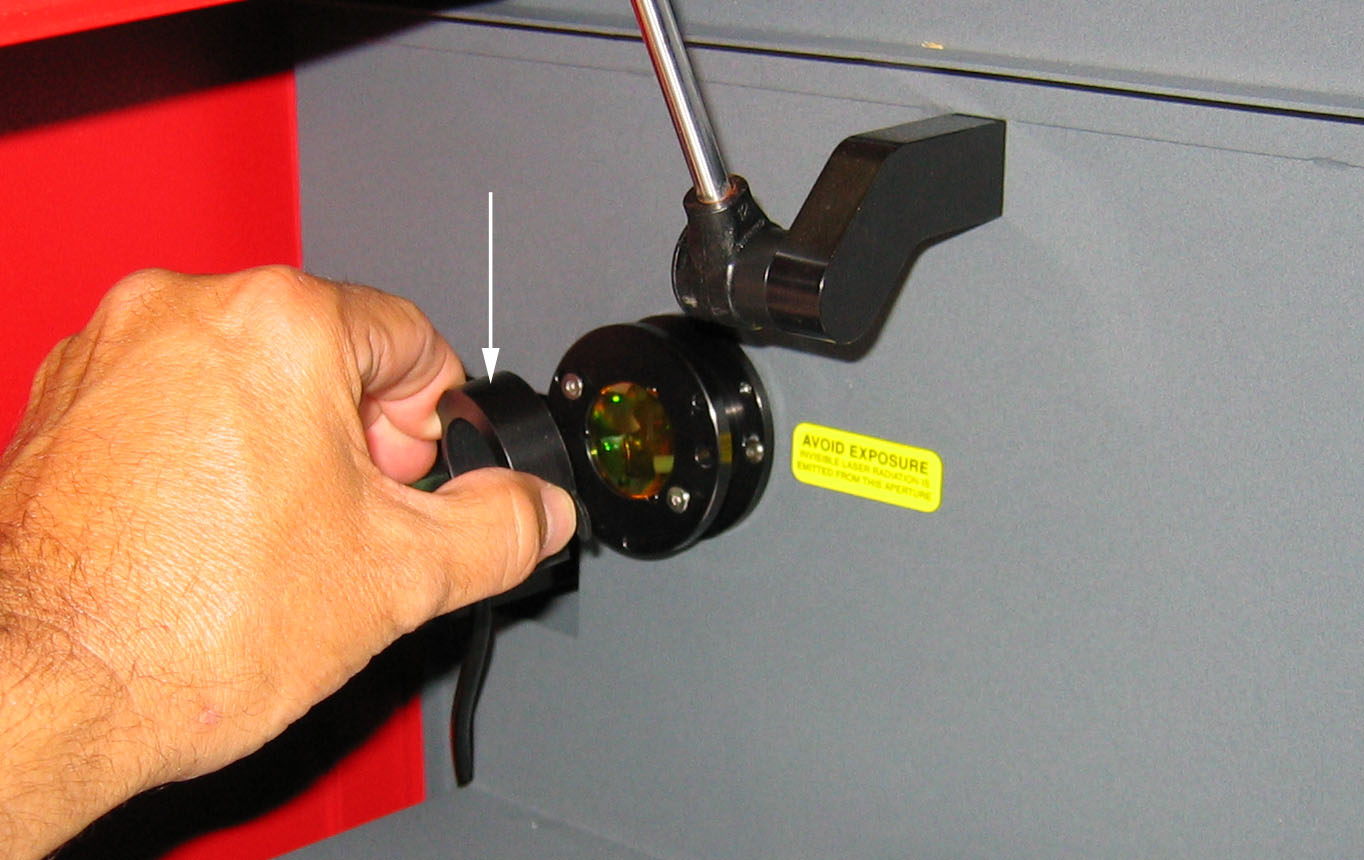 AVOID EXPOSURE
INVISIBLE LASER RADIATION IS
EMITTED FROM THIS APERTURE